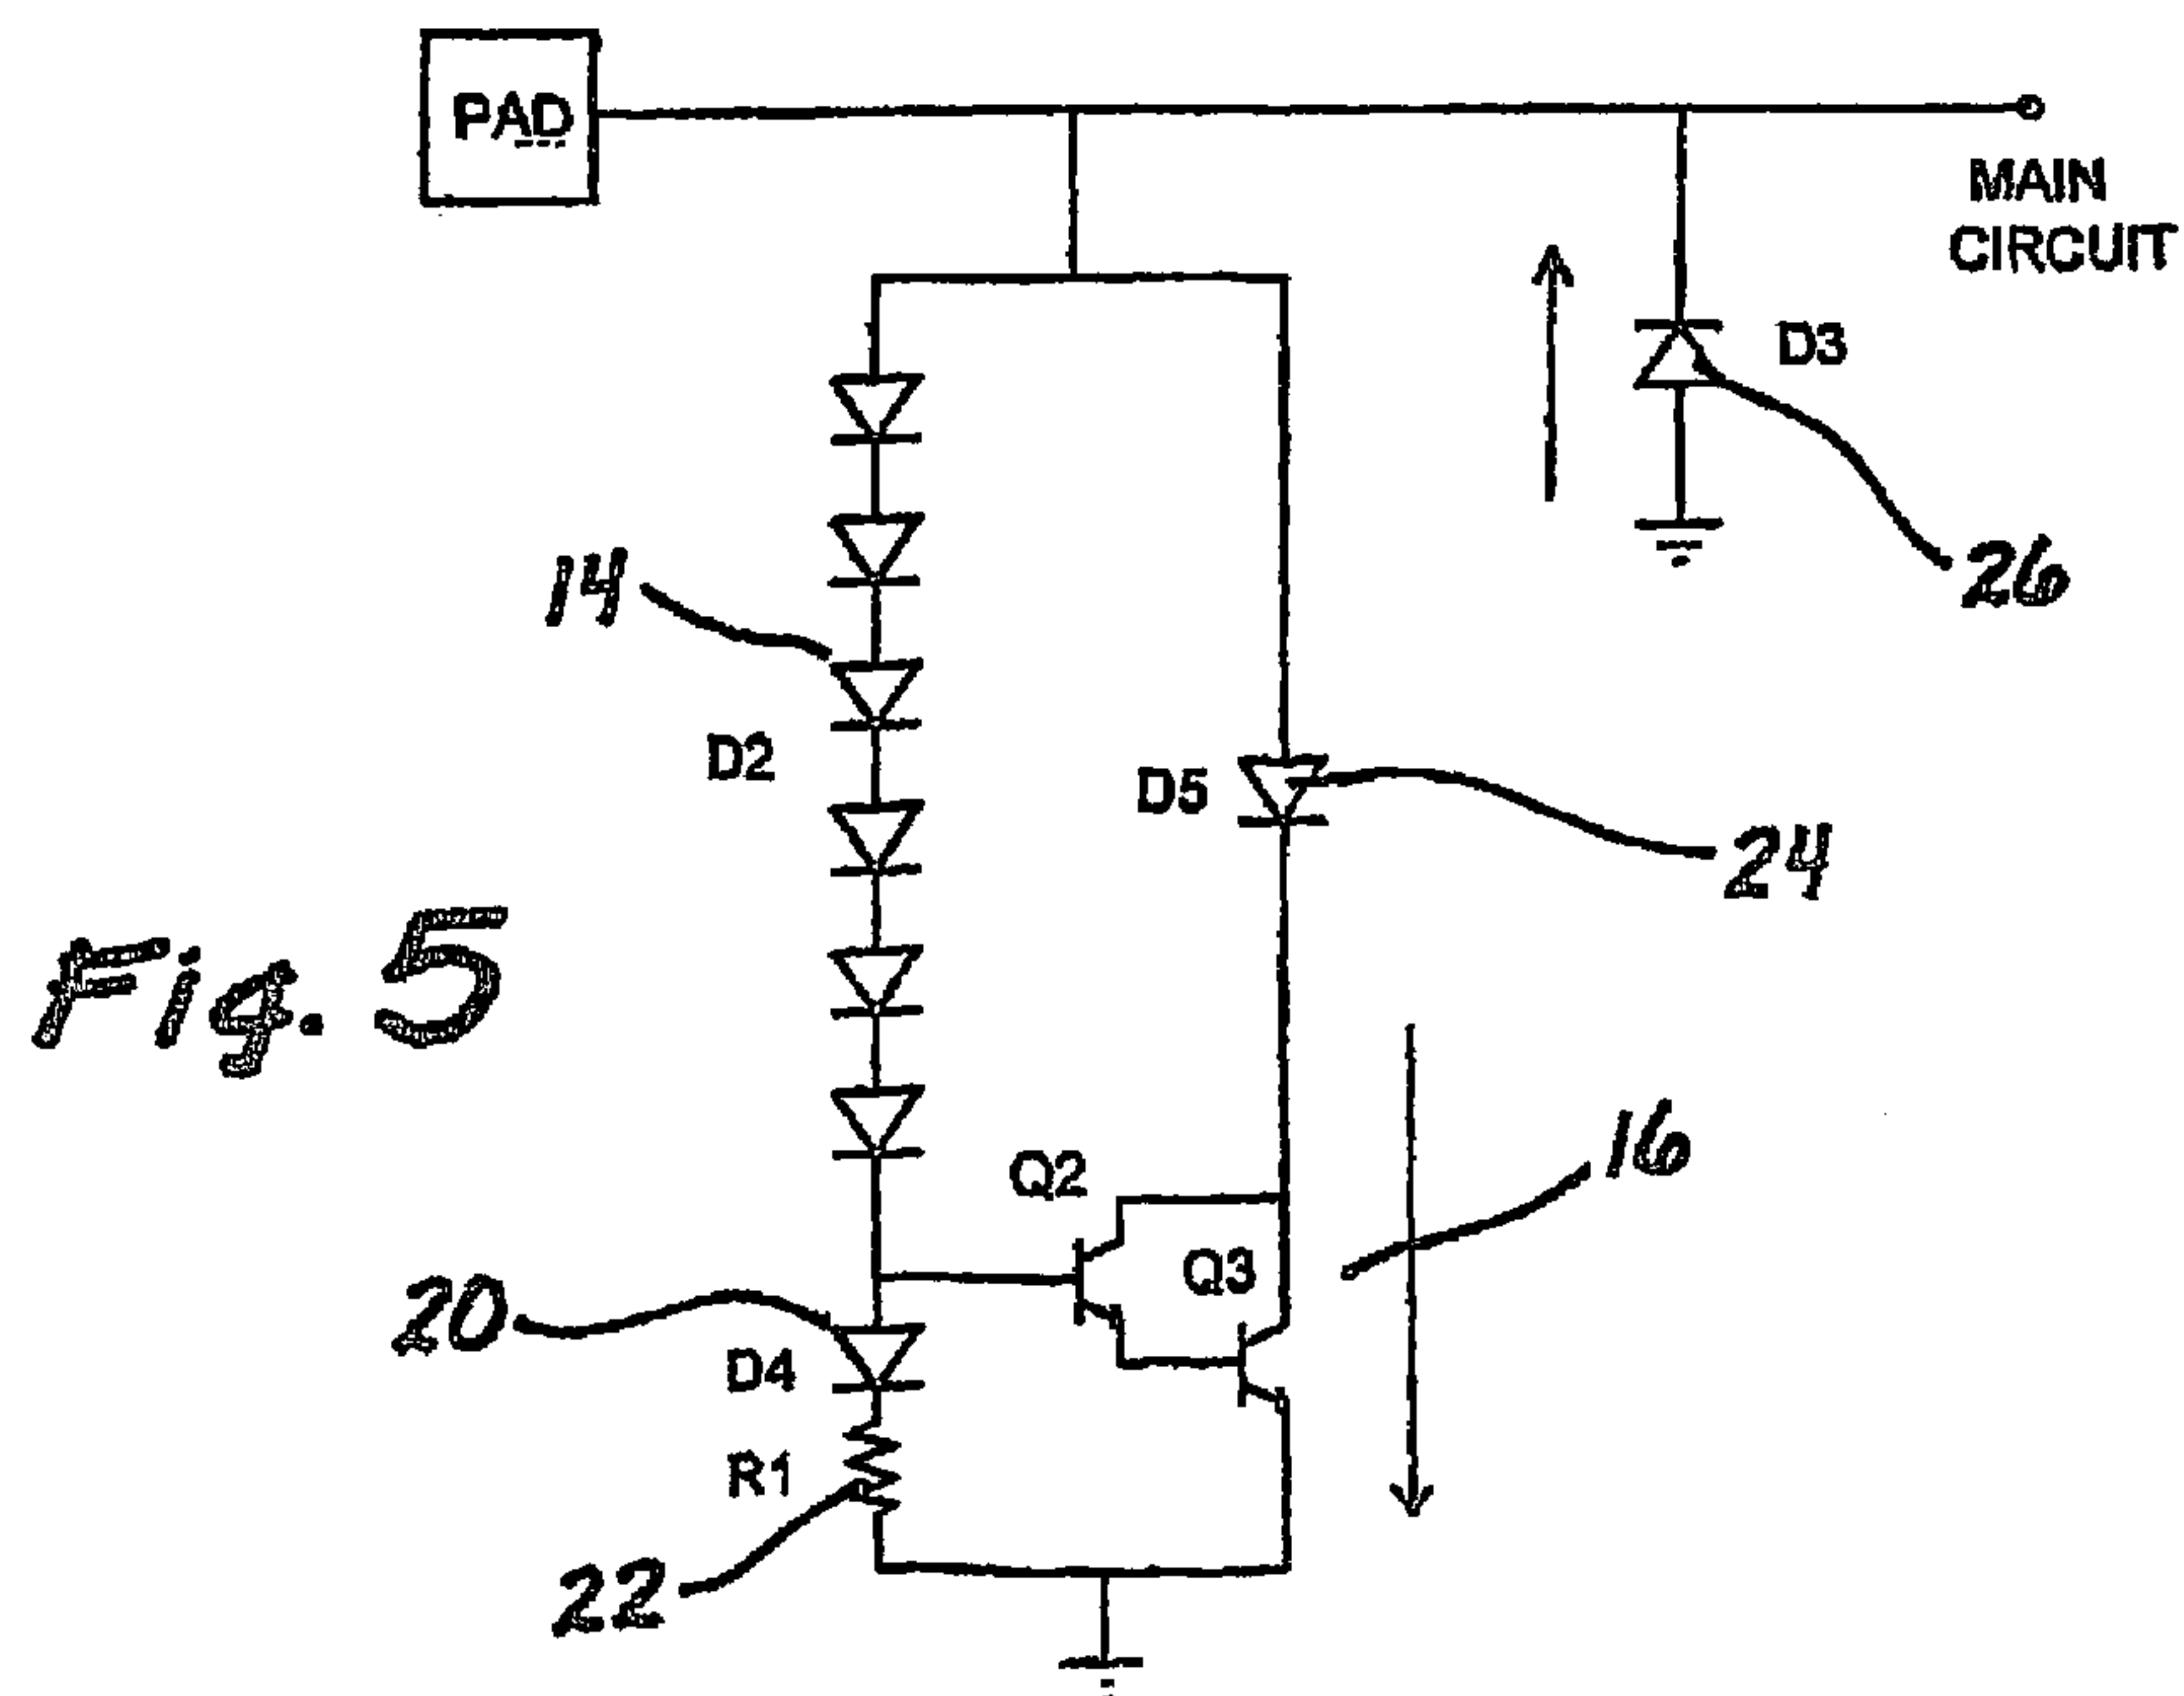 PAD
MAIN
CIRCUIT
D3
14
26
D2
D5
24
Fig. 5
Q2
16
Q3
20
D4
R1
22